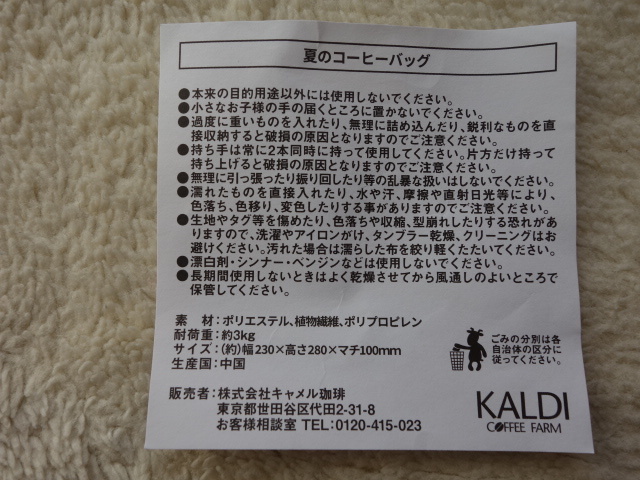 夏のコーヒーバッグ
●本来の目的用途以外には使用しないでください。
●小さなお子様の手の届くところに置かないでください。
●過度に重いものを入れたり、無理に詰め込んだり、鋭利なものを直
接収納すると破損の原因となりますのでご注意ください。
●持ち手は常に2本同時に持って使用してください。片方だけ持って
持ち上げると破損の原因となりますのでご注意ください。
●無理に引っ張ったり振り回したり等の乱暴な扱いはしないでください。
●濡れたものを直接入れたり、水や汗、摩擦や直射日光等により、
色落ち、色移り、変色したりする事がありますのでご注意ください。
●生地やタグ等を傷めたり、色落ちや収縮、型崩れしたりする恐れがあ
りますので、洗濯やアイロンがけ、タンブラー乾燥、クリーニングはお
避けください。汚れた場合は濡らした布を絞り軽くたたいてください。
●漂白剤・シンナー・ベンジンなどは使用しないでください。
●長期間使用しないときはよく乾燥させてから風通しのよいところで
保管してください。
素 材：ポリエステル、植物繊維、ポリプロピレン
耐荷重：約3kg
サイズ：（約）幅230×高さ280×マチ100mm
生産国：中国
ごみの分別は各
自治体の区分に
従ってください。
販売者：株式会社キャメル珈琲
東京都世田谷区代田2-31-8
お客様相談室 TEL：0120-415-023
KALDI
COFFEE FARM